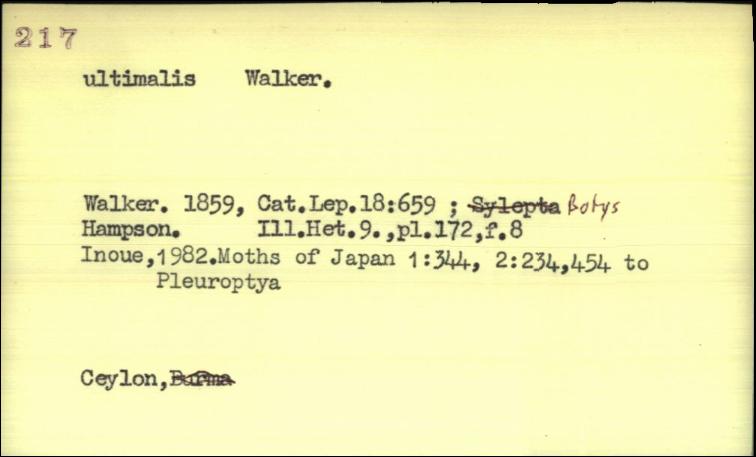 217
ultimalis Walker.
Walker. 1859, Cat.Lep.18:659 ; Sylepta Botys
Hampson. Ill.Het.9.,pl.172,f.8
Inoue,1982.Moths of Japan 1:344, 2:234,454 to
Pleuroptya
Ceylon,Burma